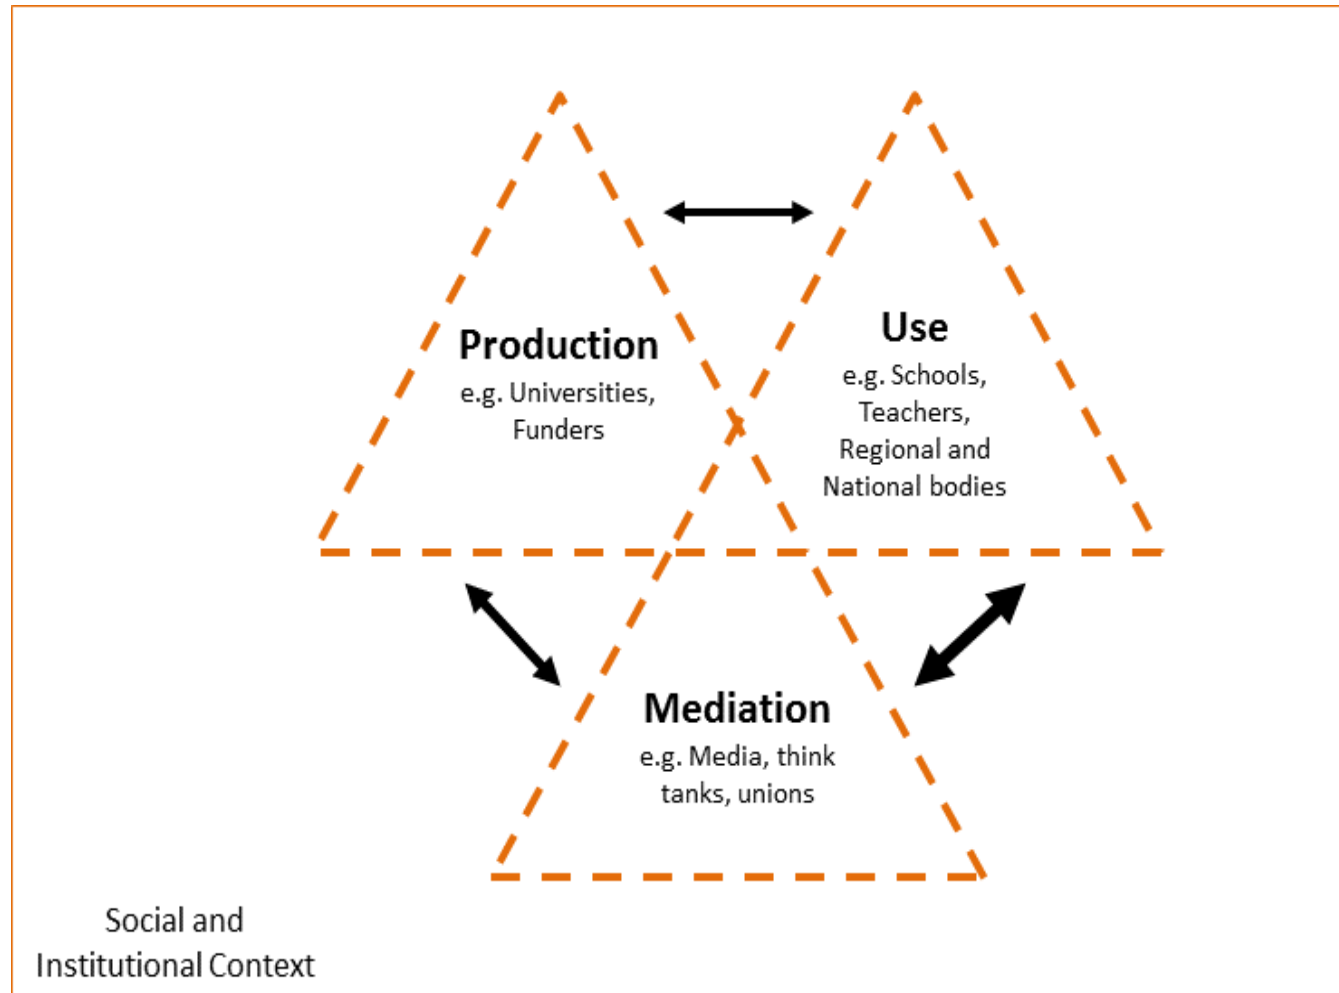 Production
e.g. Universities,
Funders
Use
e.g. Schools,
Teachers,
Regional and
National bodies
Mediation
e.g. Media, think
tanks, unions
Social and
Institutional Context